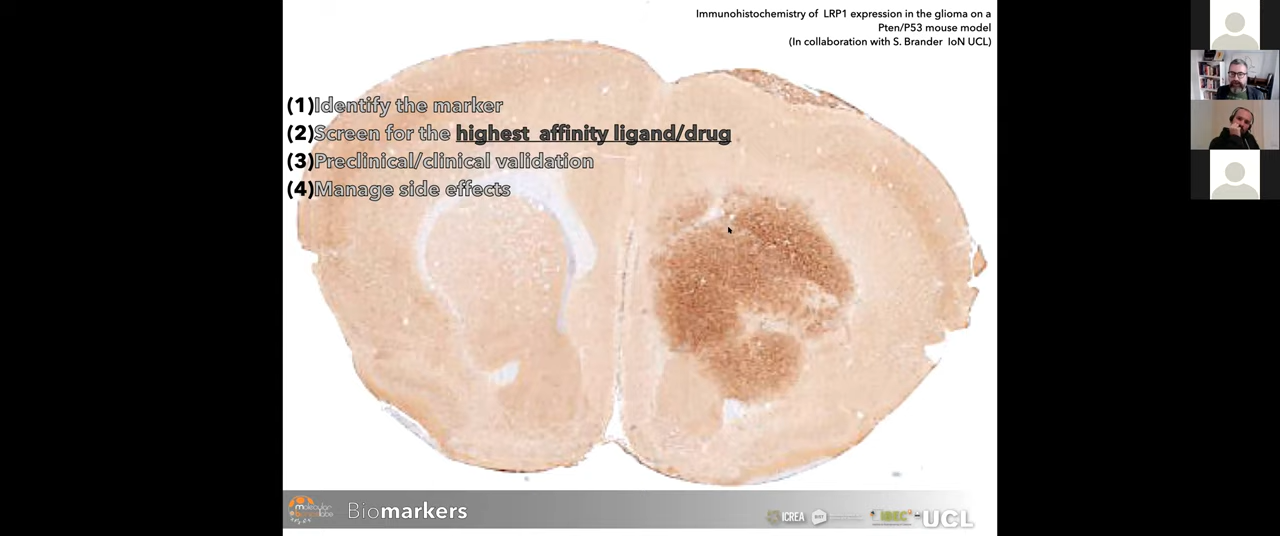 Immunohistochemistry of LRP1 expression in the glioma on a
Pten/P53 mouse model
(In collaboration with S. Brander IoN UCL)
(1)Identify the marker
(2)Screen for the highest affinity ligand/drug
(3)Preclinical/clinical validation
(4)Manage side effects
Biomarkers
ICREA
BIST
IBEC
UCL